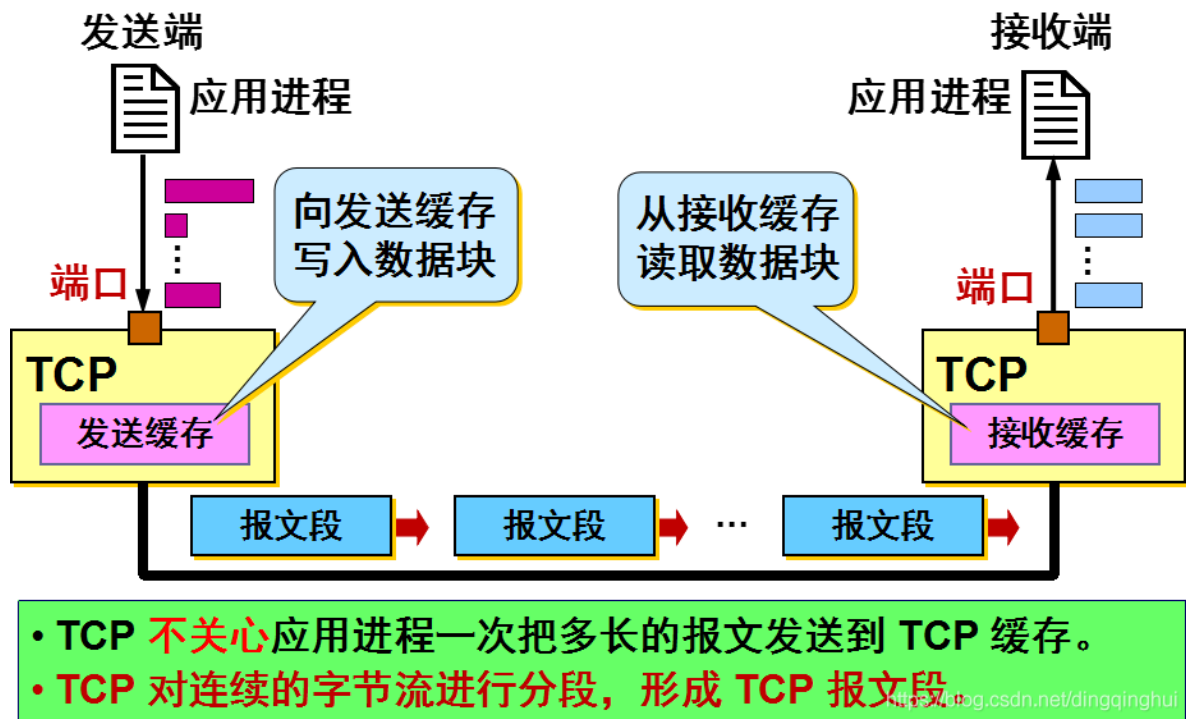 发送端
接收端
应用进程
应用进程
向发送缓存
写入数据块
从接收缓存
读取数据块
端口
端口
TCP
TCP
发送缓存
接收缓存
报文段
报文段
…
报文段
• TCP 不关心应用进程一次把多长的报文发送到 TCP 缓存。
• TCP 对连续的字节流进行分段，形成 TCP 报文段。
https://blog.csdn.net/dingqinghui